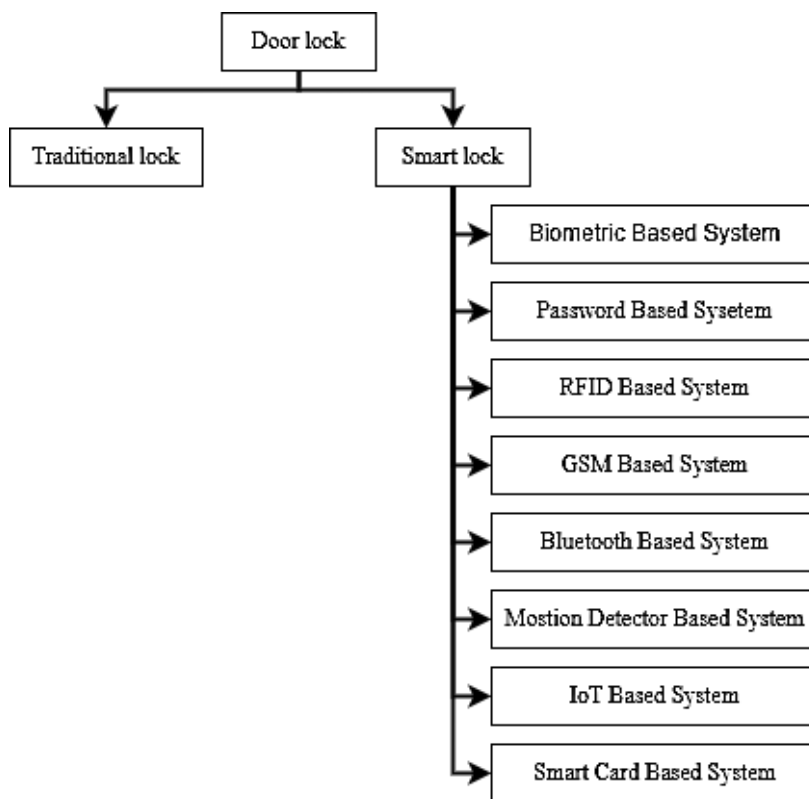 Door lock
Traditional lock
Smart lock
Biometric Based System
Password Based Sysetem
RFID Based System
GSM Based System
Bluetooth Based System
Mostion Detector Based System
IoT Based System
Smart Card Based System